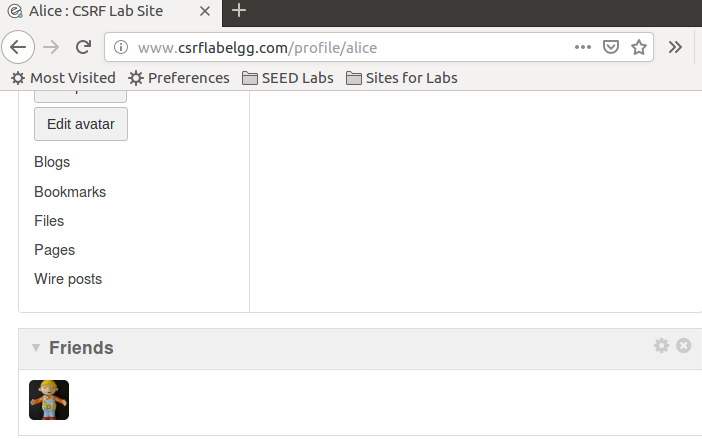 Alice : CSRF Lab Site
www.csrflabelgg.com/profile/alice
Most Visited Preferences SEED Labs Sites for Labs
Edit avatar
Blogs
Bookmarks
Files
Pages
Wire posts
Friends